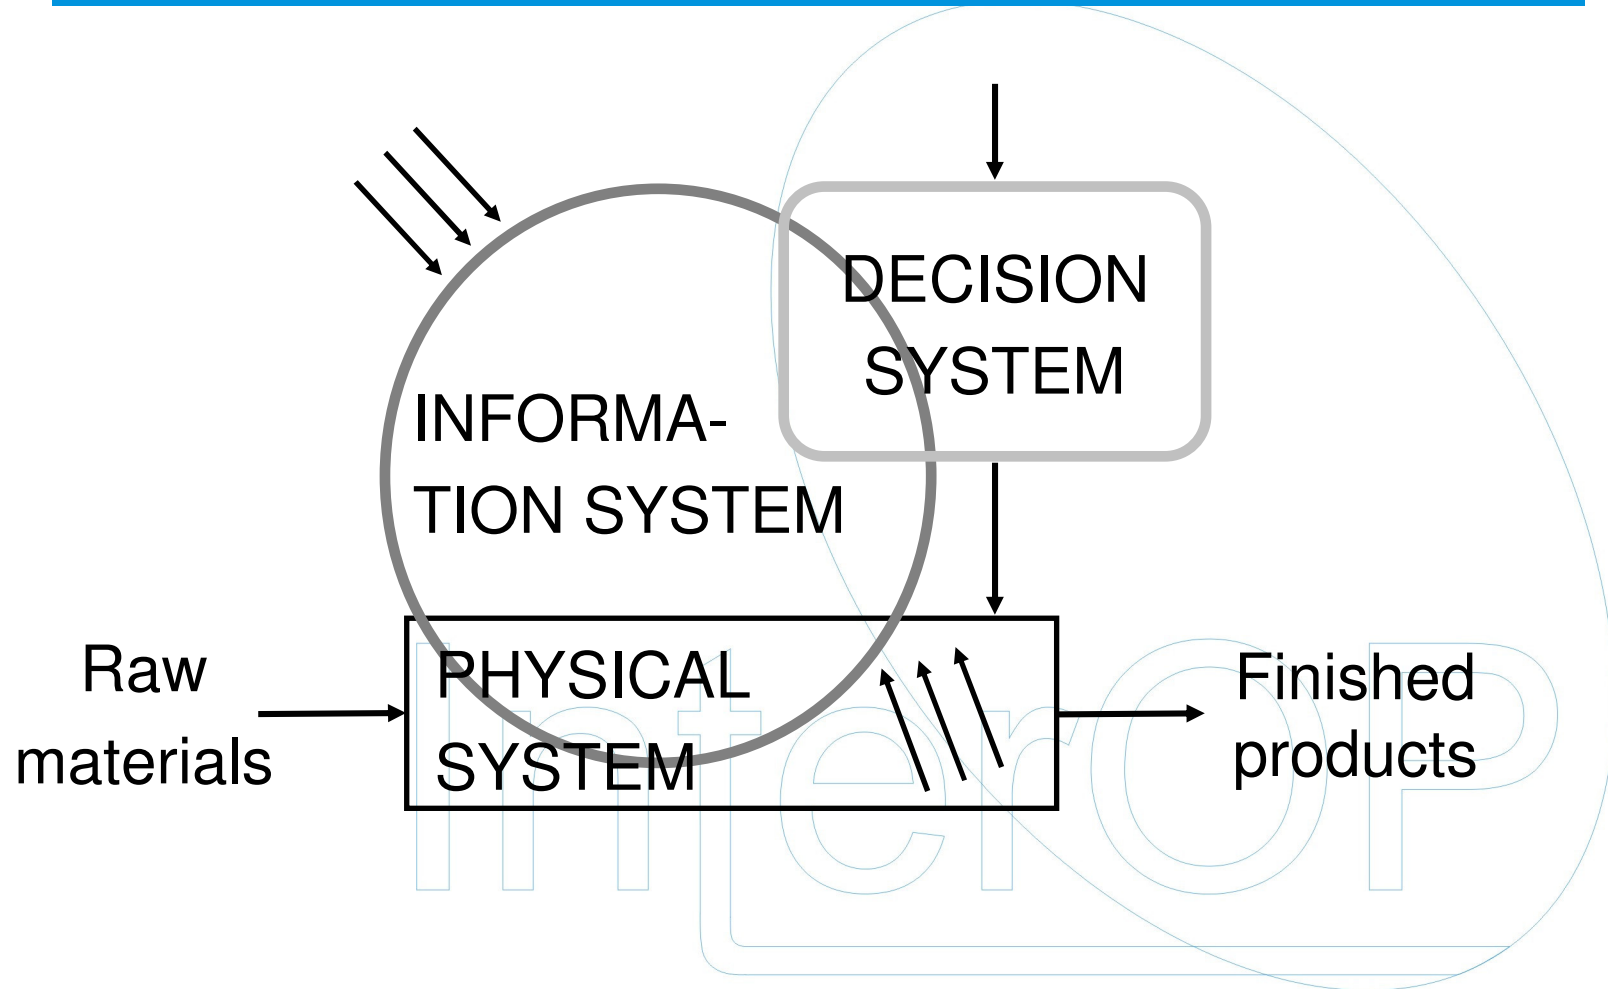 DECISION
SYSTEM
INFORMA-
TION SYSTEM
Raw
materials
PHYSICAL
SYSTEM
Finished
products
InterOP